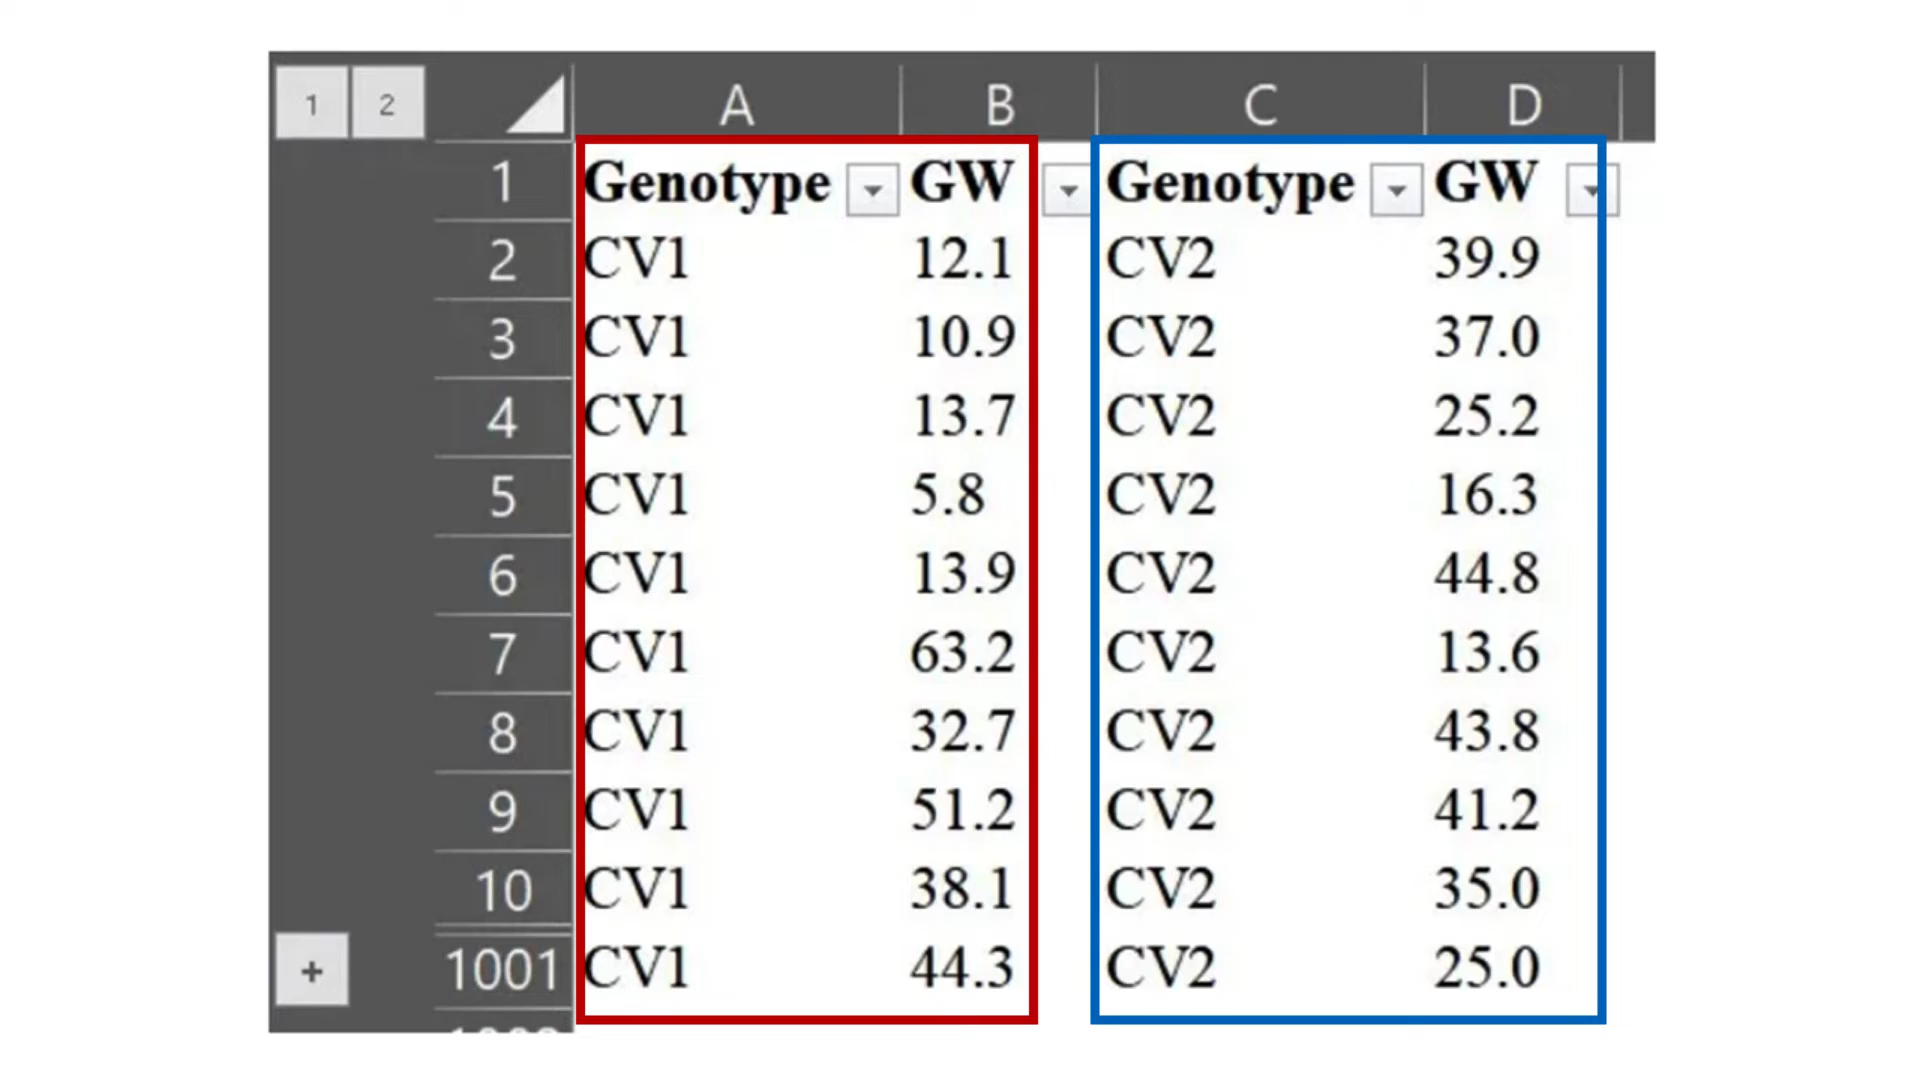 1 2 A B C D
1 Genotype GW Genotype GW
2 CV1 12.1 CV2 39.9
3 CV1 10.9 CV2 37.0
4 CV1 13.7 CV2 25.2
5 CV1 5.8 CV2 16.3
6 CV1 13.9 CV2 44.8
7 CV1 63.2 CV2 13.6
8 CV1 32.7 CV2 43.8
9 CV1 51.2 CV2 41.2
10 CV1 38.1 CV2 35.0
+ 1001 CV1 44.3 CV2 25.0